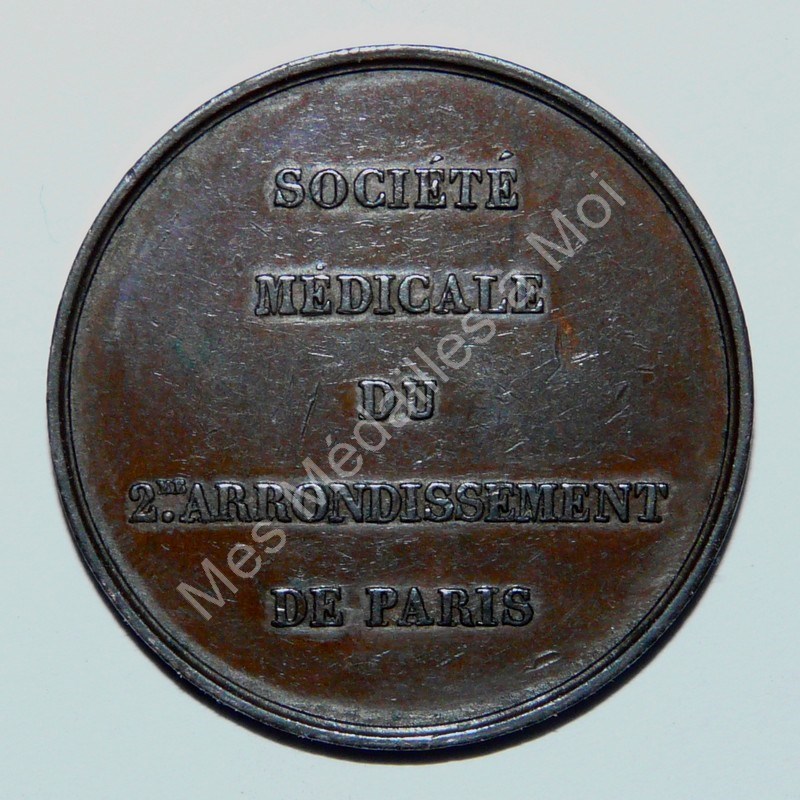 SOCIÉTÉ
MÉDICALE
DU
2.ME ARRONDISSEMENT
DE PARIS
Mes Médailles à Moi